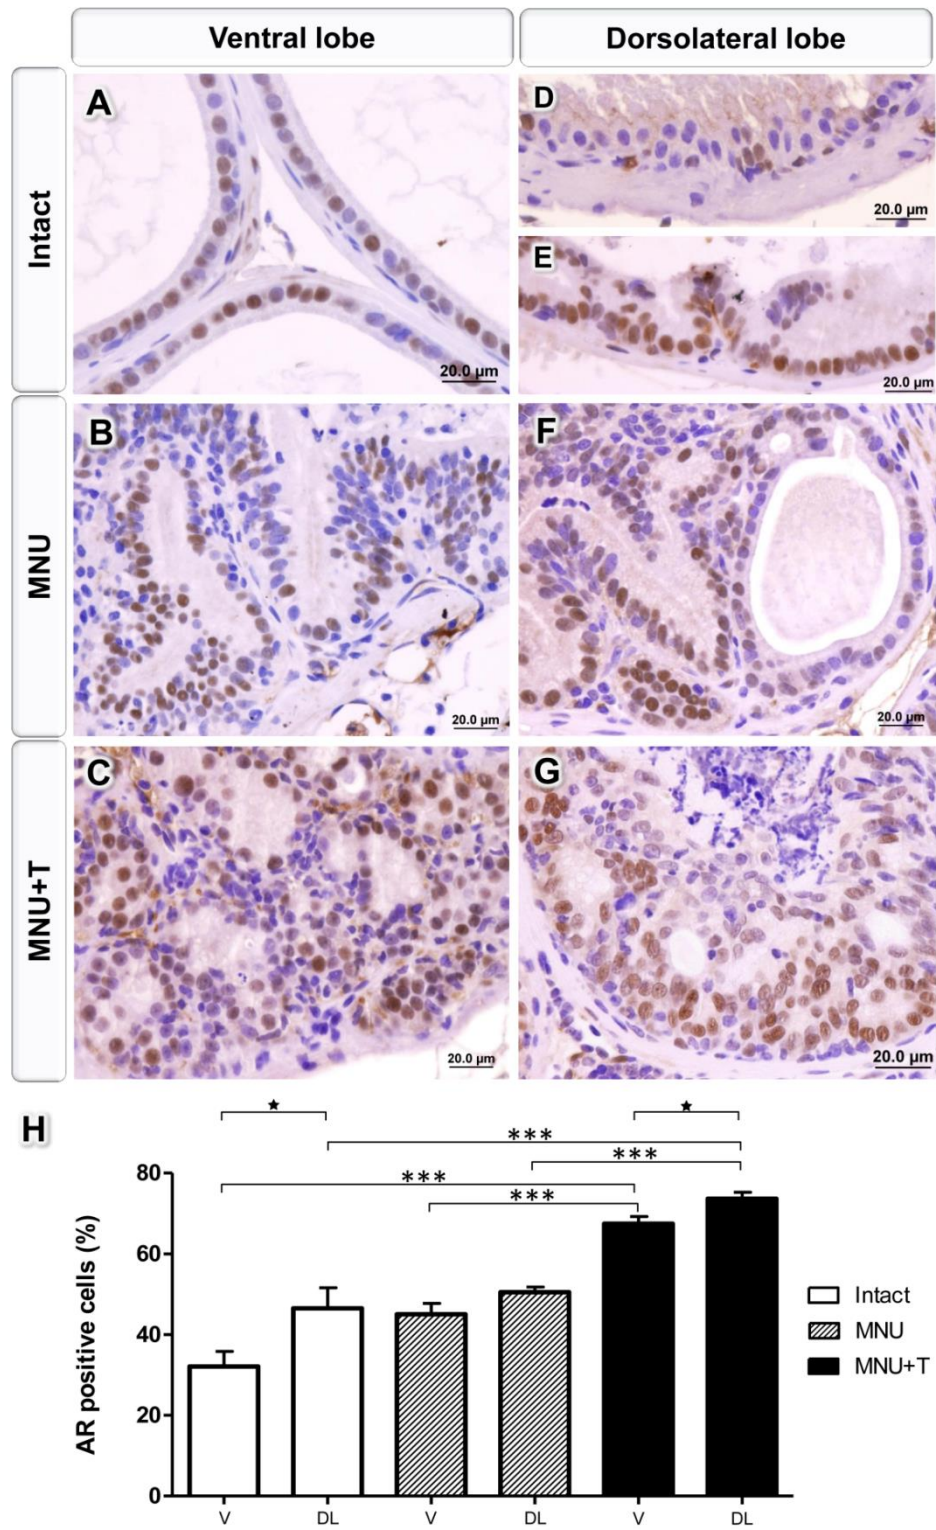 Ventral lobe
Dorsolateral lobe
Intact
A
20.0 µm
D
20.0 µm
E
20.0 µm
MNU
B
20.0 µm
F
20.0 µm
MNU+T
C
20.0 µm
G
20.0 µm
H
★ ★
***
***
***
***
AR positive cells (%)
80
60
40
20
0
V DL V DL V DL
Intact
MNU
MNU+T